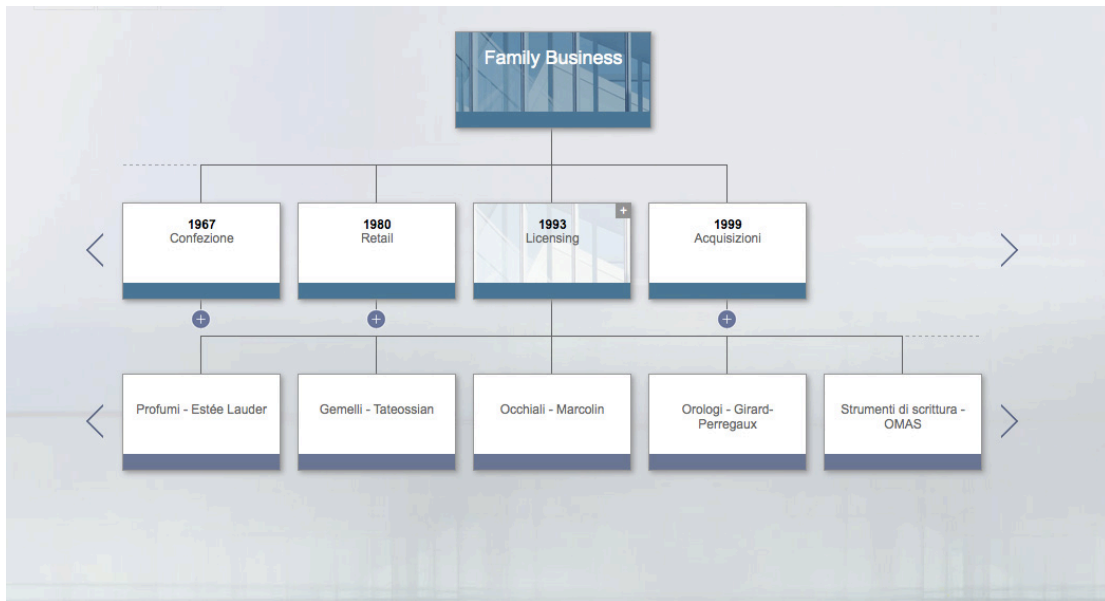 Family Business
1967
Confezione
1980
Retail
1993
Licensing
1999
Acquisizioni
Profumi - Estée Lauder
Gemelli - Tateossian
Occhiali - Marcolin
Orologi - Girard-
Perregaux
Strumenti di scrittura -
OMAS